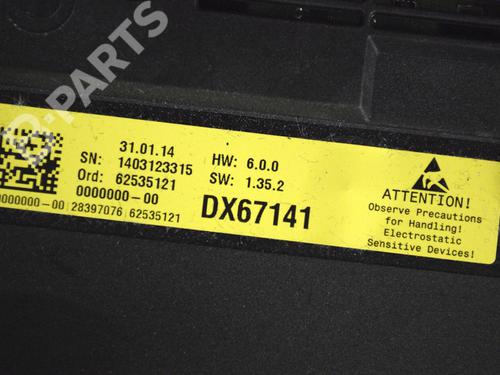 B-PARTS
31.01.14
SN: 1403123315
Ord: 62535121
0000000-00
0000000-00 28397076 62535121
HW: 6.0.0
SW: 1.35.2
DX67141
ATTENTION!
Observe Precautions
for Handling!
Electrostatic
Sensitive Devices!